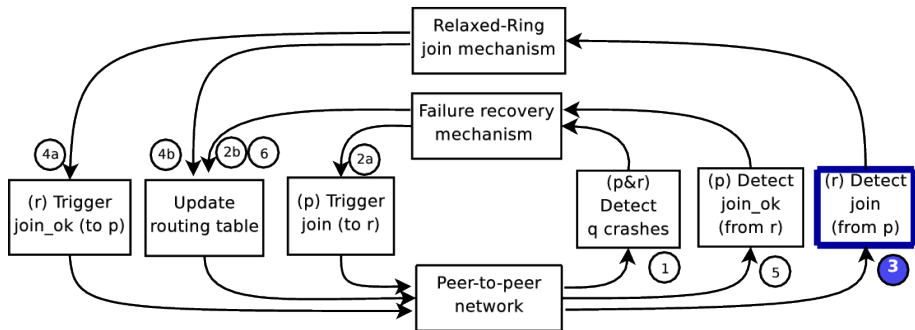 Relaxed-Ring
join mechanism
Failure recovery
mechanism
4a
4b
2b
6
2a
(r) Trigger
join_ok (to p)
Update
routing table
(p) Trigger
join (to r)
(p&r)
Detect
q crashes
(p) Detect
join_ok
(from r)
(r) Detect
join
(from p)
1
5
3
Peer-to-peer
network